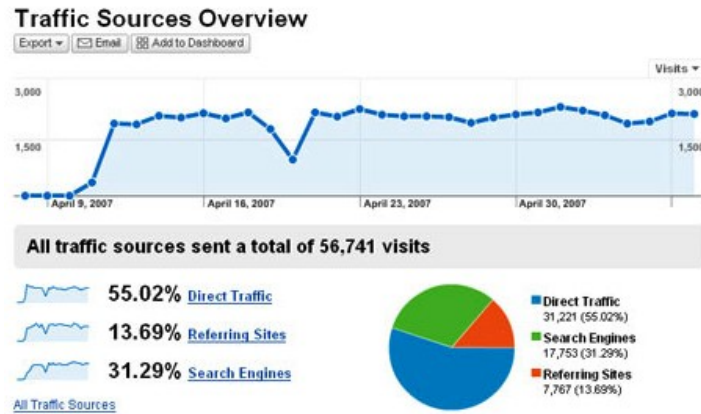 Traffic Sources Overview
Export Email Add to Dashboard
Visits
3,000 3,000
1,500 1,500
April 9, 2007 April 16, 2007 April 23, 2007 April 30, 2007
All traffic sources sent a total of 56,741 visits
55.02% Direct Traffic
13.69% Referring Sites
31.29% Search Engines
All Traffic Sources
Direct Traffic
31,221 (55.02%)
Search Engines
17,753 (31.29%)
Referring Sites
7,767 (13.69%)